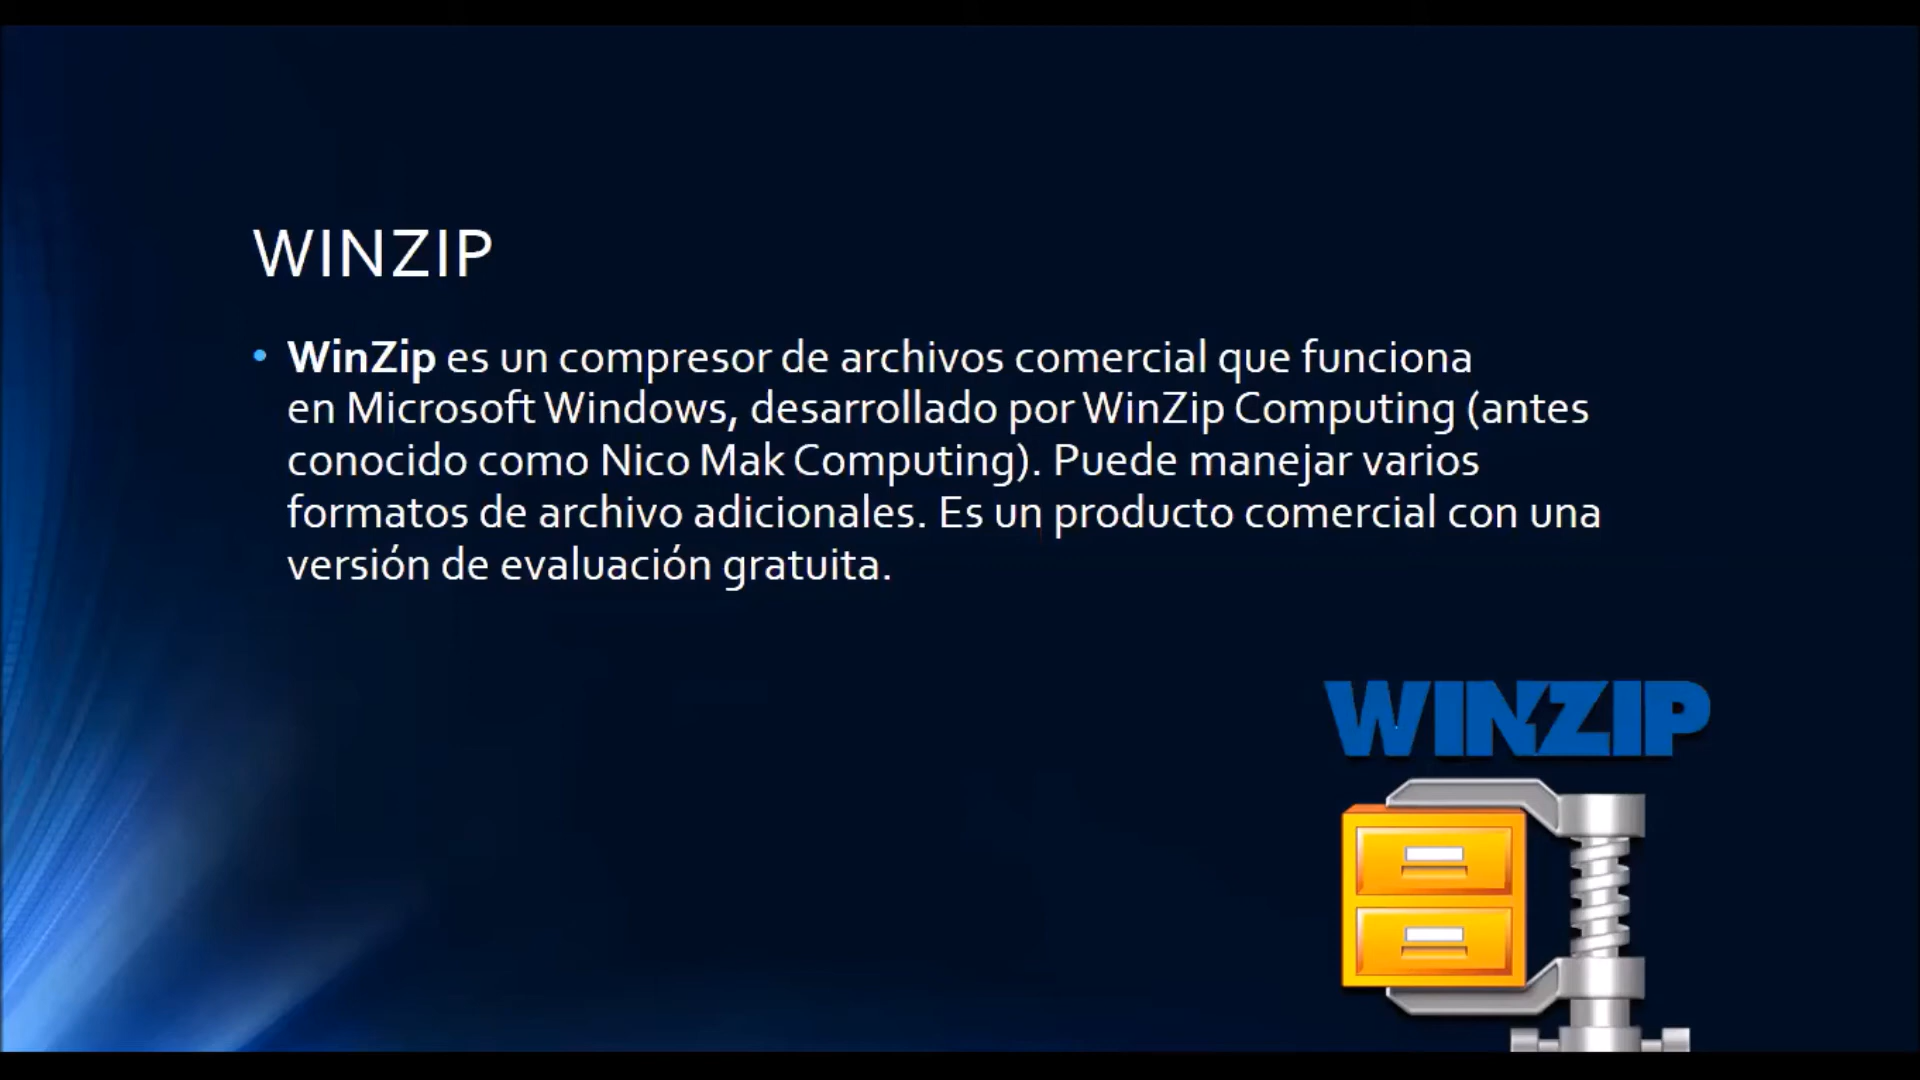 WINZIP
• WinZip es un compresor de archivos comercial que funciona
en Microsoft Windows, desarrollado por WinZip Computing (antes
conocido como Nico Mak Computing). Puede manejar varios
formatos de archivo adicionales. Es un producto comercial con una
versión de evaluación gratuita.
WINZIP